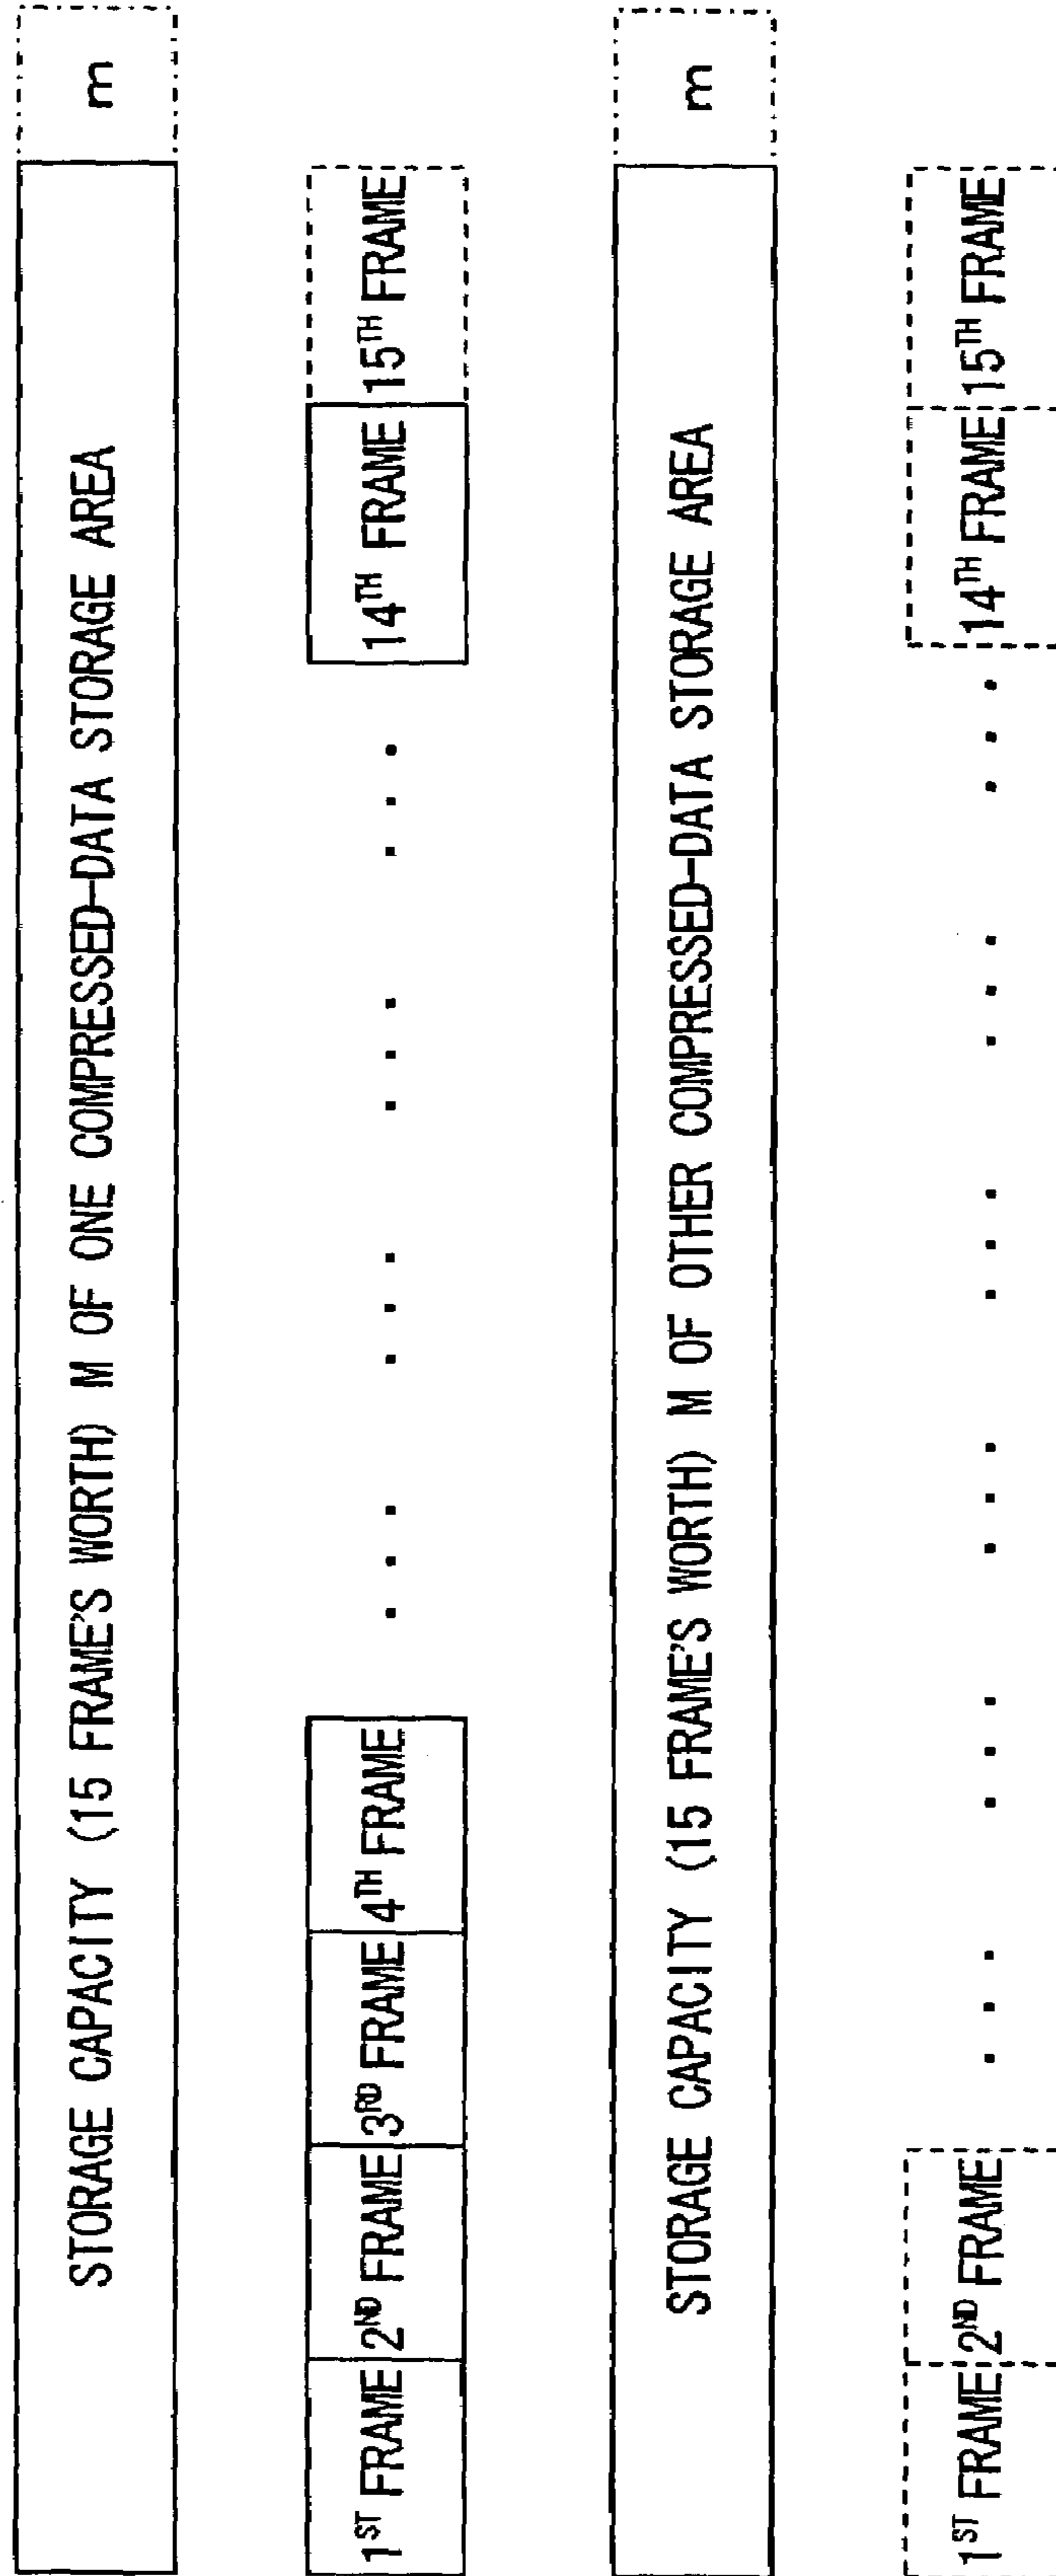 STORAGE CAPACITY (15 FRAME'S WORTH) M OF ONE COMPRESSED-DATA STORAGE AREA m
1ST FRAME 2ND FRAME 3RD FRAME 4TH FRAME . . . . . . . . . . . . 14TH FRAME 15TH FRAME
STORAGE CAPACITY (15 FRAME'S WORTH) M OF OTHER COMPRESSED-DATA STORAGE AREA m
1ST FRAME 2ND FRAME . . . . . . . . . . . . . . . . . . 14TH FRAME 15TH FRAME